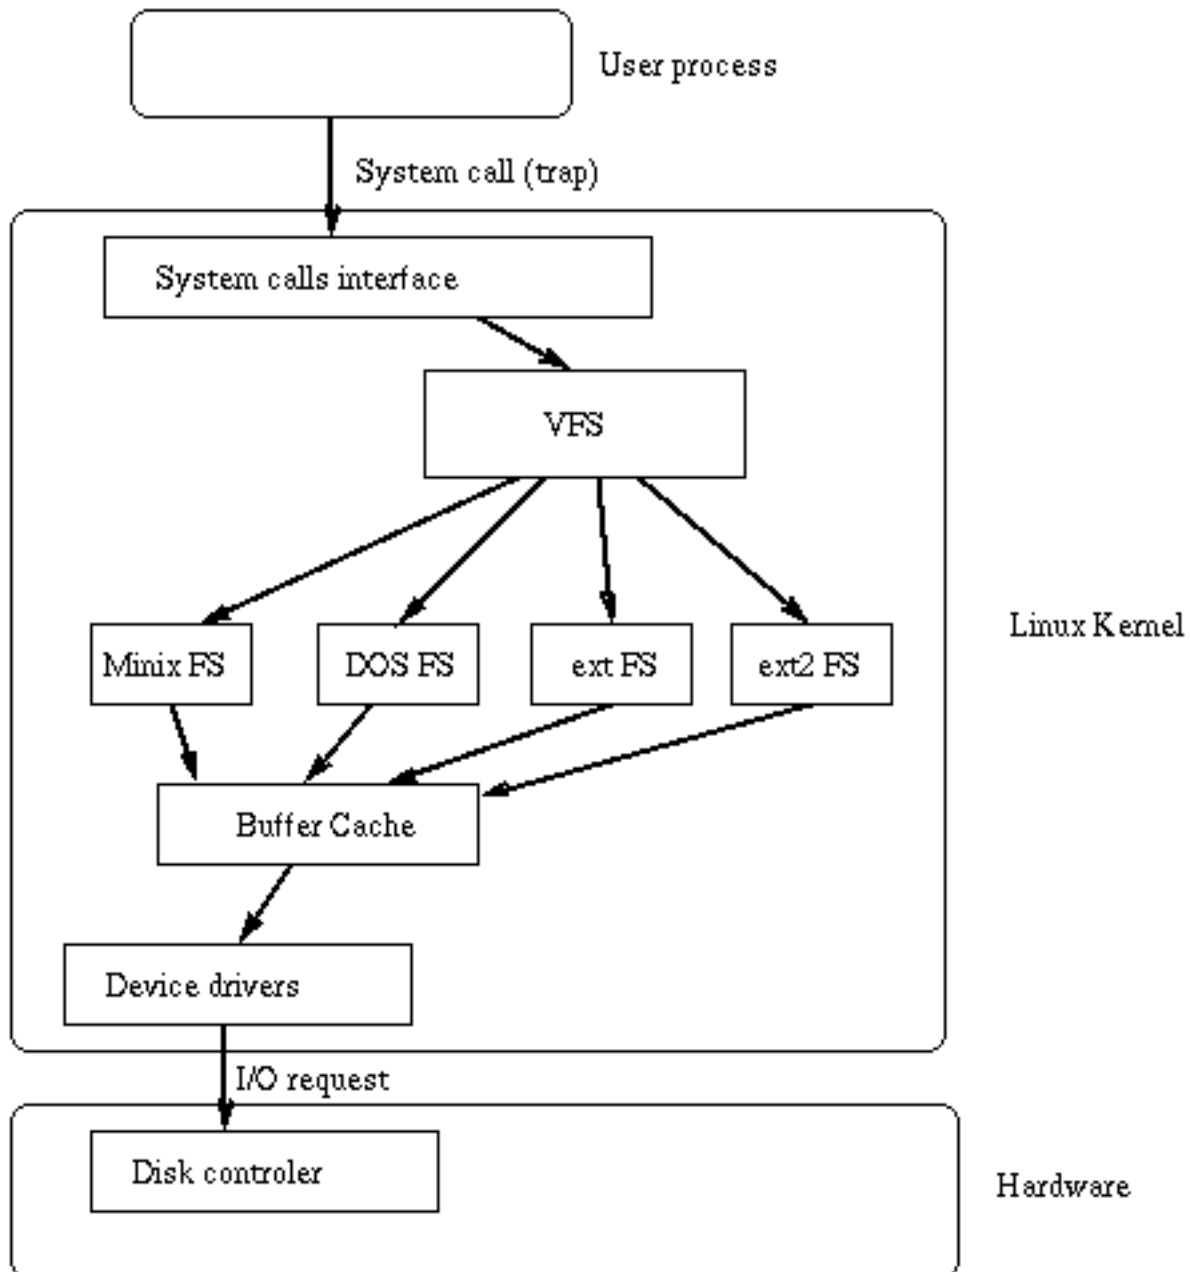 User process
System call (trap)
System calls interface
VFS
Linux Kernel
Minix FS
DOS FS
ext FS
ext2 FS
Buffer Cache
Device drivers
I/O request
Disk controler
Hardware